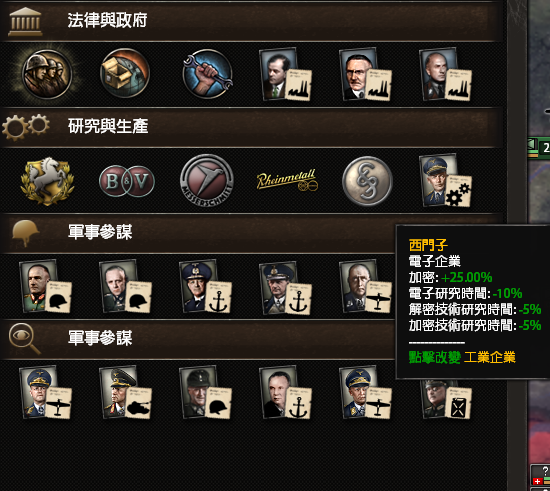 法律與政府
研究與生產
B&V
MESSERSCHMITT
Rheinmetall
軍事參謀
西門子
電子企業
加密:+25.00%
電子研究時間:-10%
解密技術研究時間:-5%
加密技術研究時間:-5%
--------------
點擊改變 工業企業
軍事參謀
2
?